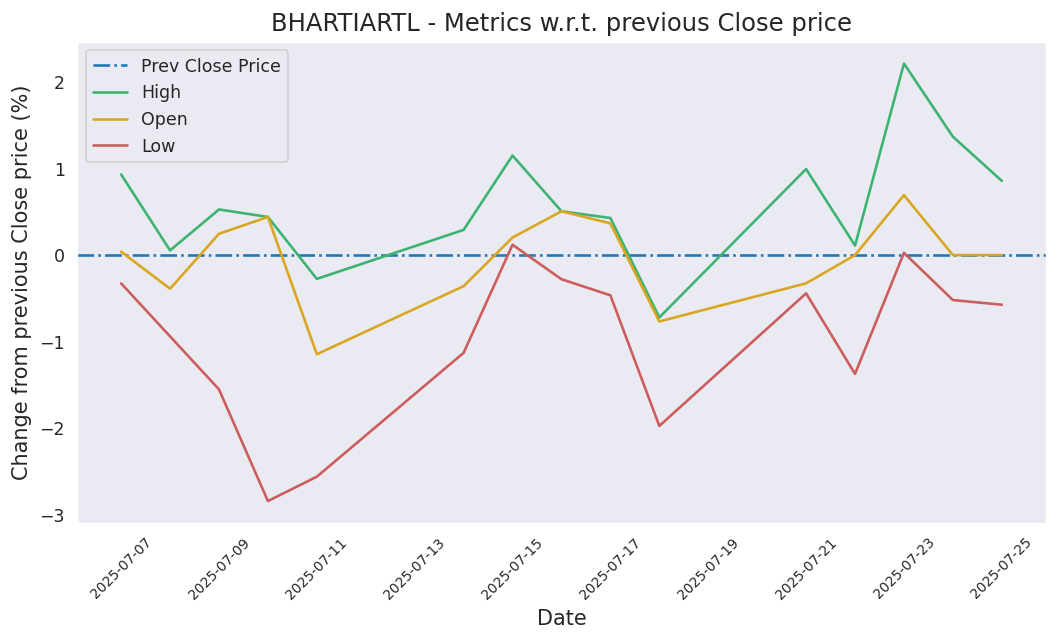 BHARTIARTL - Metrics w.r.t. previous Close price
Prev Close Price
High
Open
Low
Change from previous Close price (%)
2
1
0
−1
−2
−3
2025-07-07
2025-07-09
2025-07-11
2025-07-13
2025-07-15
2025-07-17
2025-07-19
2025-07-21
2025-07-23
2025-07-25
Date